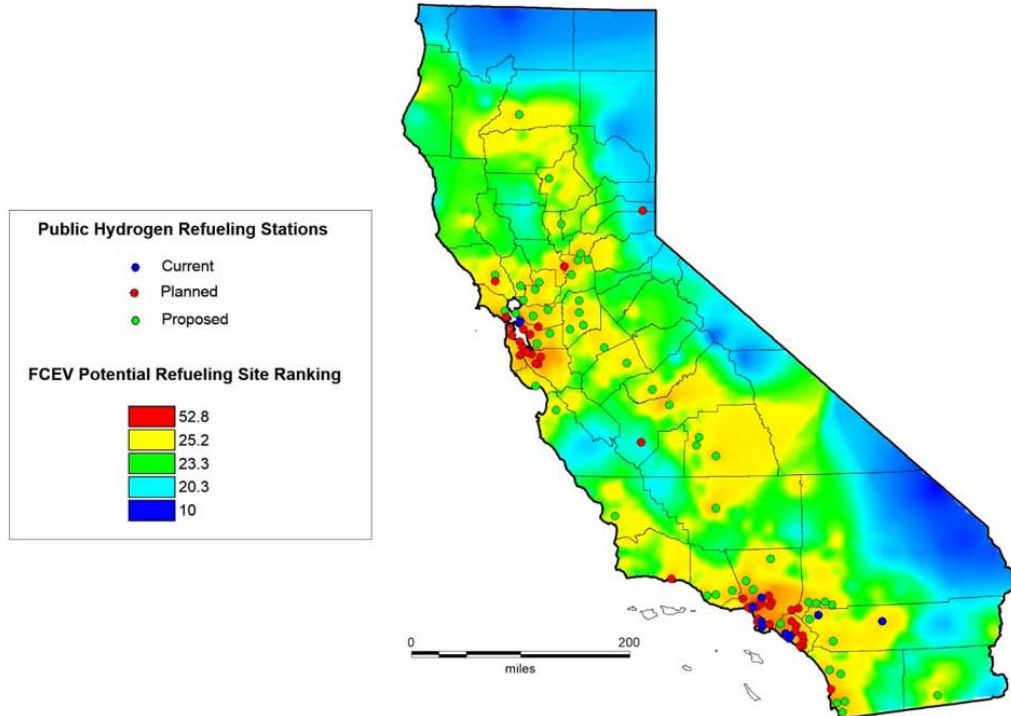 Public Hydrogen Refueling Stations
Current
Planned
Proposed
FCEV Potential Refueling Site Ranking
52.8
25.2
23.3
20.3
10
0 200
miles